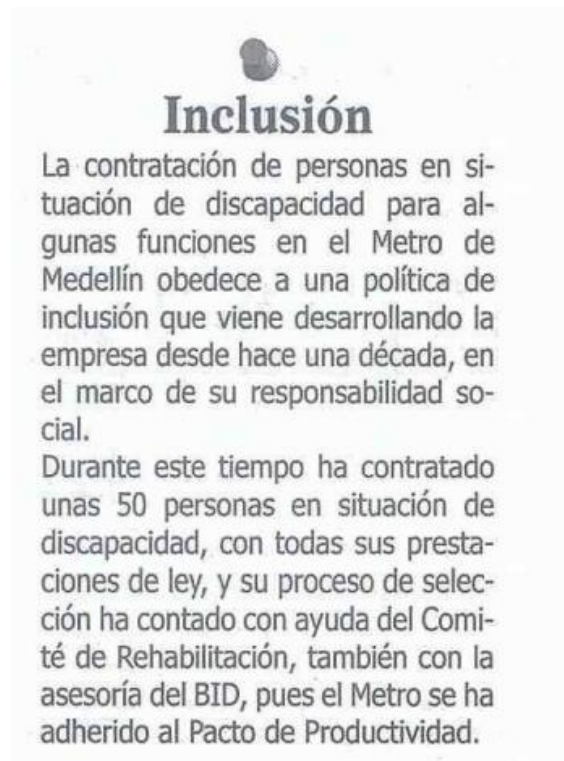 Inclusión
La contratación de personas en si-
tuación de discapacidad para al-
gunas funciones en el Metro de
Medellín obedece a una política de
inclusión que viene desarrollando la
empresa desde hace una década, en
el marco de su responsabilidad so-
cial.
Durante este tiempo ha contratado
unas 50 personas en situación de
discapacidad, con todas sus presta-
ciones de ley, y su proceso de selec-
ción ha contado con ayuda del Comi-
té de Rehabilitación, también con la
asesoría del BID, pues el Metro se ha
adherido al Pacto de Productividad.